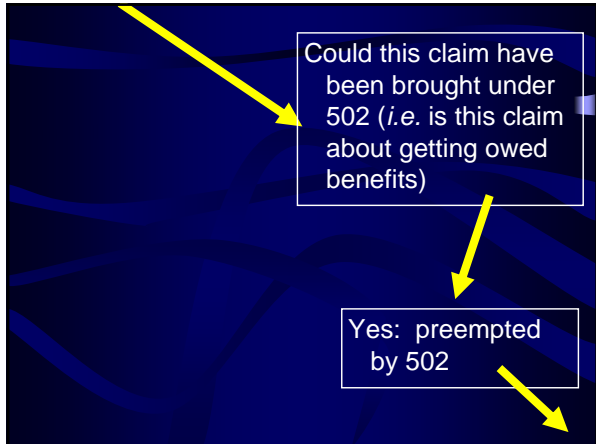 Could this claim have
been brought under
502 (i.e. is this claim
about getting owed
benefits)
Yes: preempted
by 502